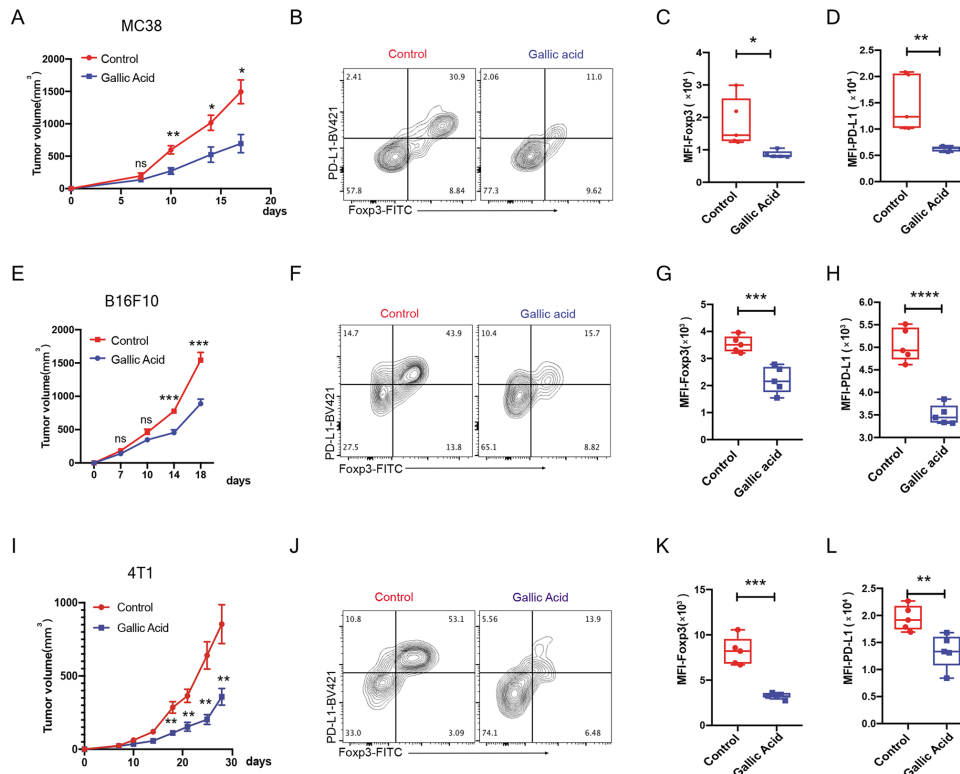 A
MC38
Control
Gallic Acid
Tumor volume(mm³)
2000
1500
1000
500
0
ns
**
*
*
0 5 10 15 20
days
B
Control
Gallic acid
2.41 30.9
57.8 8.84
2.06 11.0
77.3 9.62
PD-L1-BV421
Foxp3-FITC
C
*
MFI-Foxp3 (×10⁴)
4
3
2
1
0
Control
Gallic Acid
D
**
MFI-PD-L1 (×10⁴)
2.5
2.0
1.5
1.0
0.5
0.0
Control
Gallic Acid
E
B16F10
Control
Gallic Acid
Tumor volume(mm³)
2000
1500
1000
500
0
ns
ns
***
***
0 7 10 14 18
days
F
Control
Gallic acid
14.7 43.9
27.5 13.8
10.4 15.7
65.1 8.82
PD-L1-BV421
Foxp3-FITC
G
***
MFI-Foxp3(×10³)
5
4
3
2
1
0
Control
Gallic acid
H
****
MFI-PD-L1 (×10³)
6.0
5.5
5.0
4.5
4.0
3.5
3.0
Control
Gallic acid
I
4T1
Control
Gallic Acid
Tumor volume(mm³)
1000
500
0
**
**
**
**
0 10 20 30
days
J
Control
Gallic Acid
10.8 53.1
33.0 3.09
5.56 13.9
74.1 6.48
PD-L1-BV421
Foxp3-FITC
K
***
MFI-Foxp3(×10³)
15
10
5
0
Control
Gallic Acid
L
**
MFI-PD-L1 (×10⁴)
2.5
2.0
1.5
1.0
0.5
0.0
Control
Gallic Acid